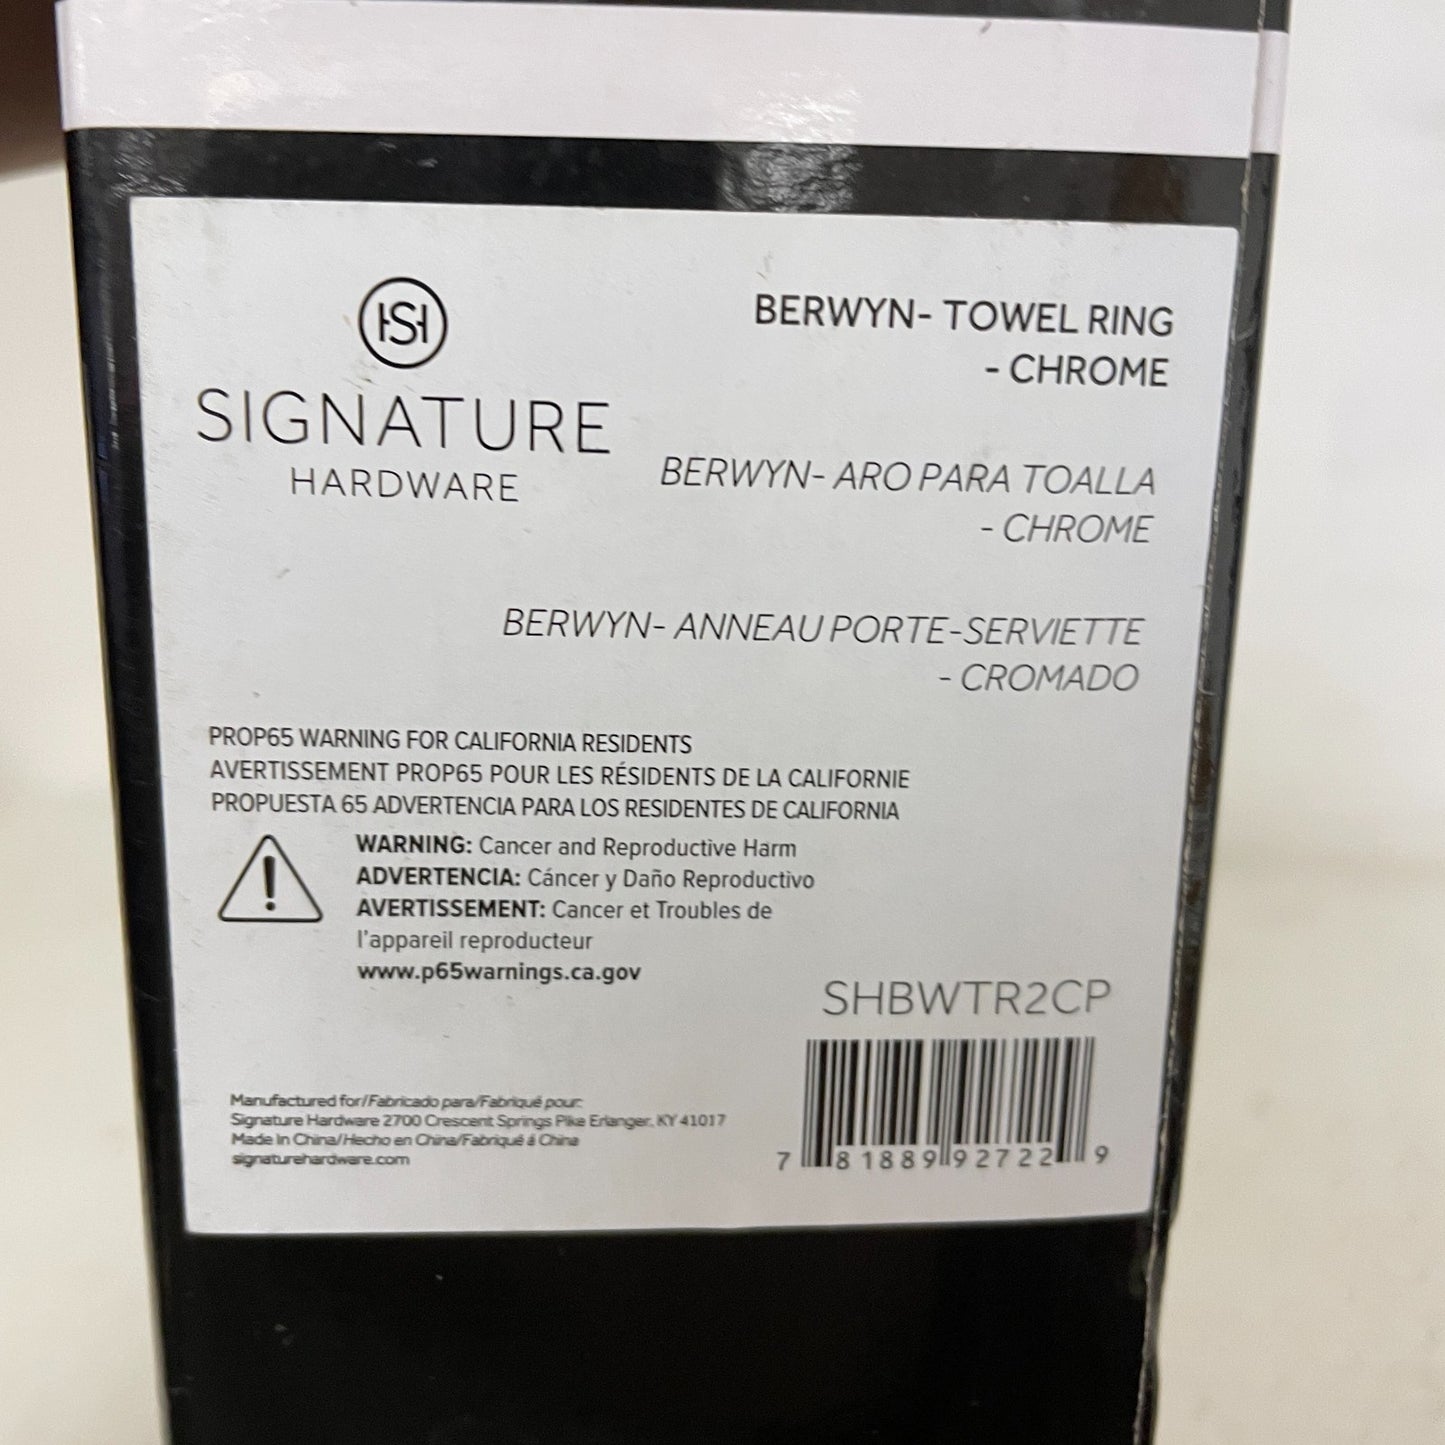 HS
SIGNATURE
HARDWARE
BERWYN- TOWEL RING
- CHROME
BERWYN- ARO PARA TOALLA
- CHROME
BERWYN- ANNEAU PORTE-SERVIETTE
- CROMADO
PROP65 WARNING FOR CALIFORNIA RESIDENTS
AVERTISSEMENT PROP65 POUR LES RÉSIDENTS DE LA CALIFORNIE
PROPUESTA 65 ADVERTENCIA PARA LOS RESIDENTES DE CALIFORNIA
WARNING: Cancer and Reproductive Harm
ADVERTENCIA: Cáncer y Daño Reproductivo
AVERTISSEMENT: Cancer et Troubles de
l'appareil reproducteur
www.p65warnings.ca.gov
SHBWTR2CP
Manufactured for/Fabricado para/Fabriqué pour:
Signature Hardware 2700 Crescent Springs Pike Erlanger, KY 41017
Made In China/Hecho en China/Fabriqué á China
signaturehardware.com
7 81889 92722 9